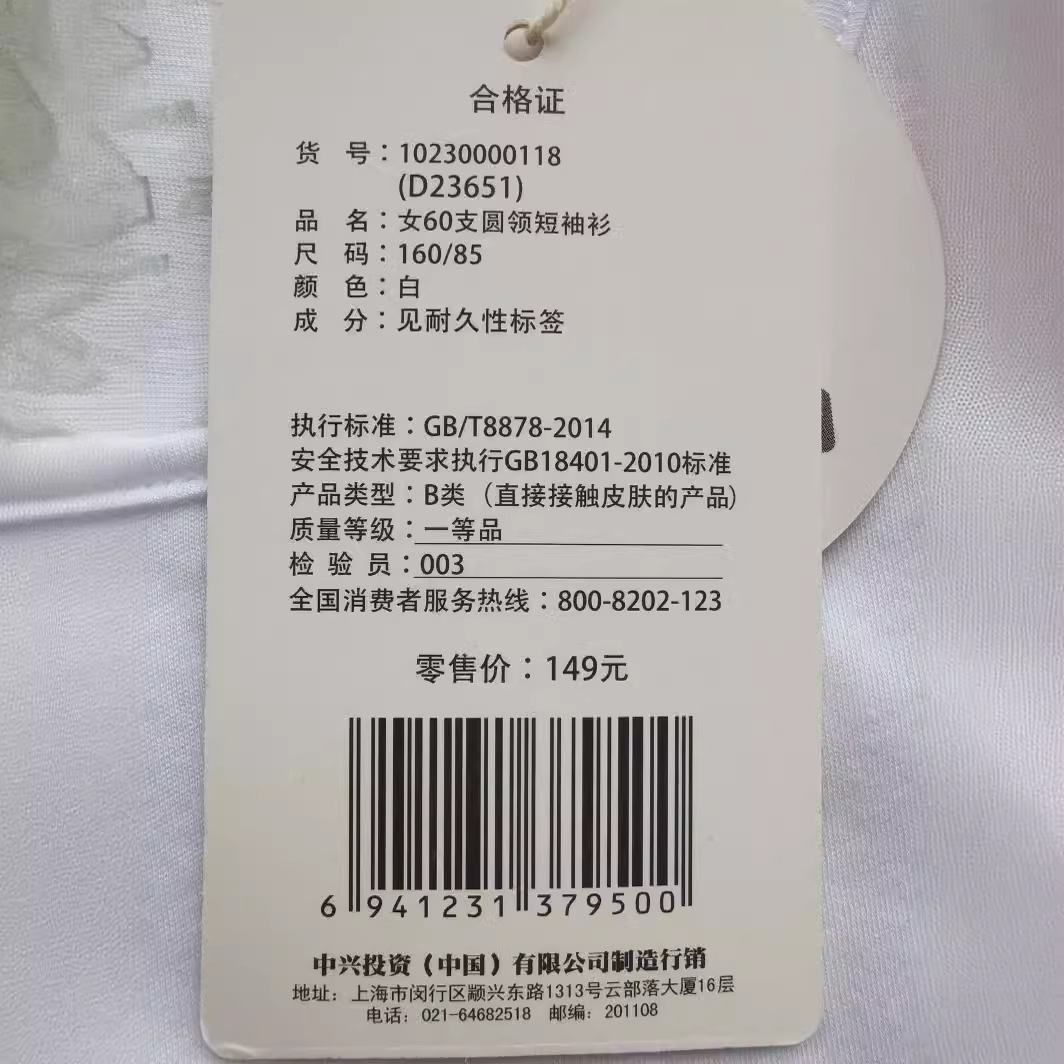 合格证
货 号：10230000118
(D23651)
品 名：女60支圆领短袖衫
尺 码：160/85
颜 色：白
成 分：见耐久性标签
执行标准：GB/T8878-2014
安全技术要求执行GB18401-2010标准
产品类型：B类（直接接触皮肤的产品）
质量等级：一等品
检 验 员：003
全国消费者服务热线：800-8202-123
零售价：149元
6 941231 379500
中兴投资（中国）有限公司制造行销
地址：上海市闵行区颛兴东路1313号云部落大厦16层
电话：021-64682518 邮编：201108